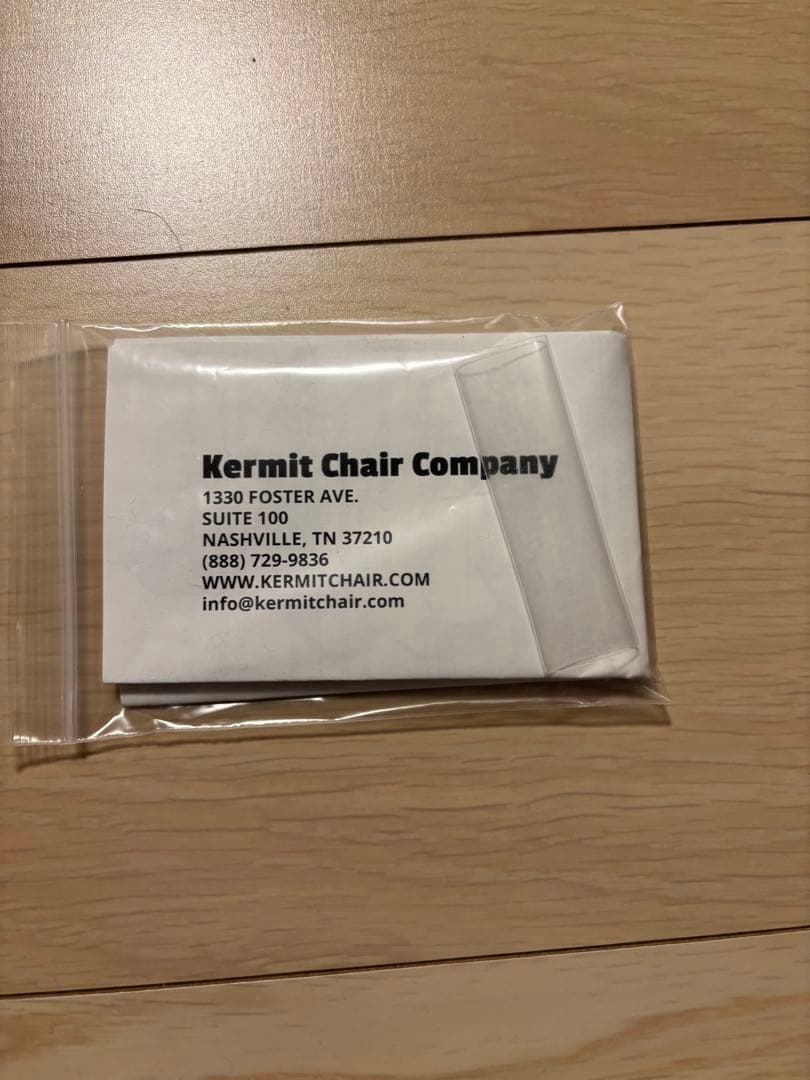 Kermit Chair Company
1330 FOSTER AVE.
SUITE 100
NASHVILLE, TN 37210
(888) 729-9836
WWW.KERMITCHAIR.COM
info@kermitchair.com